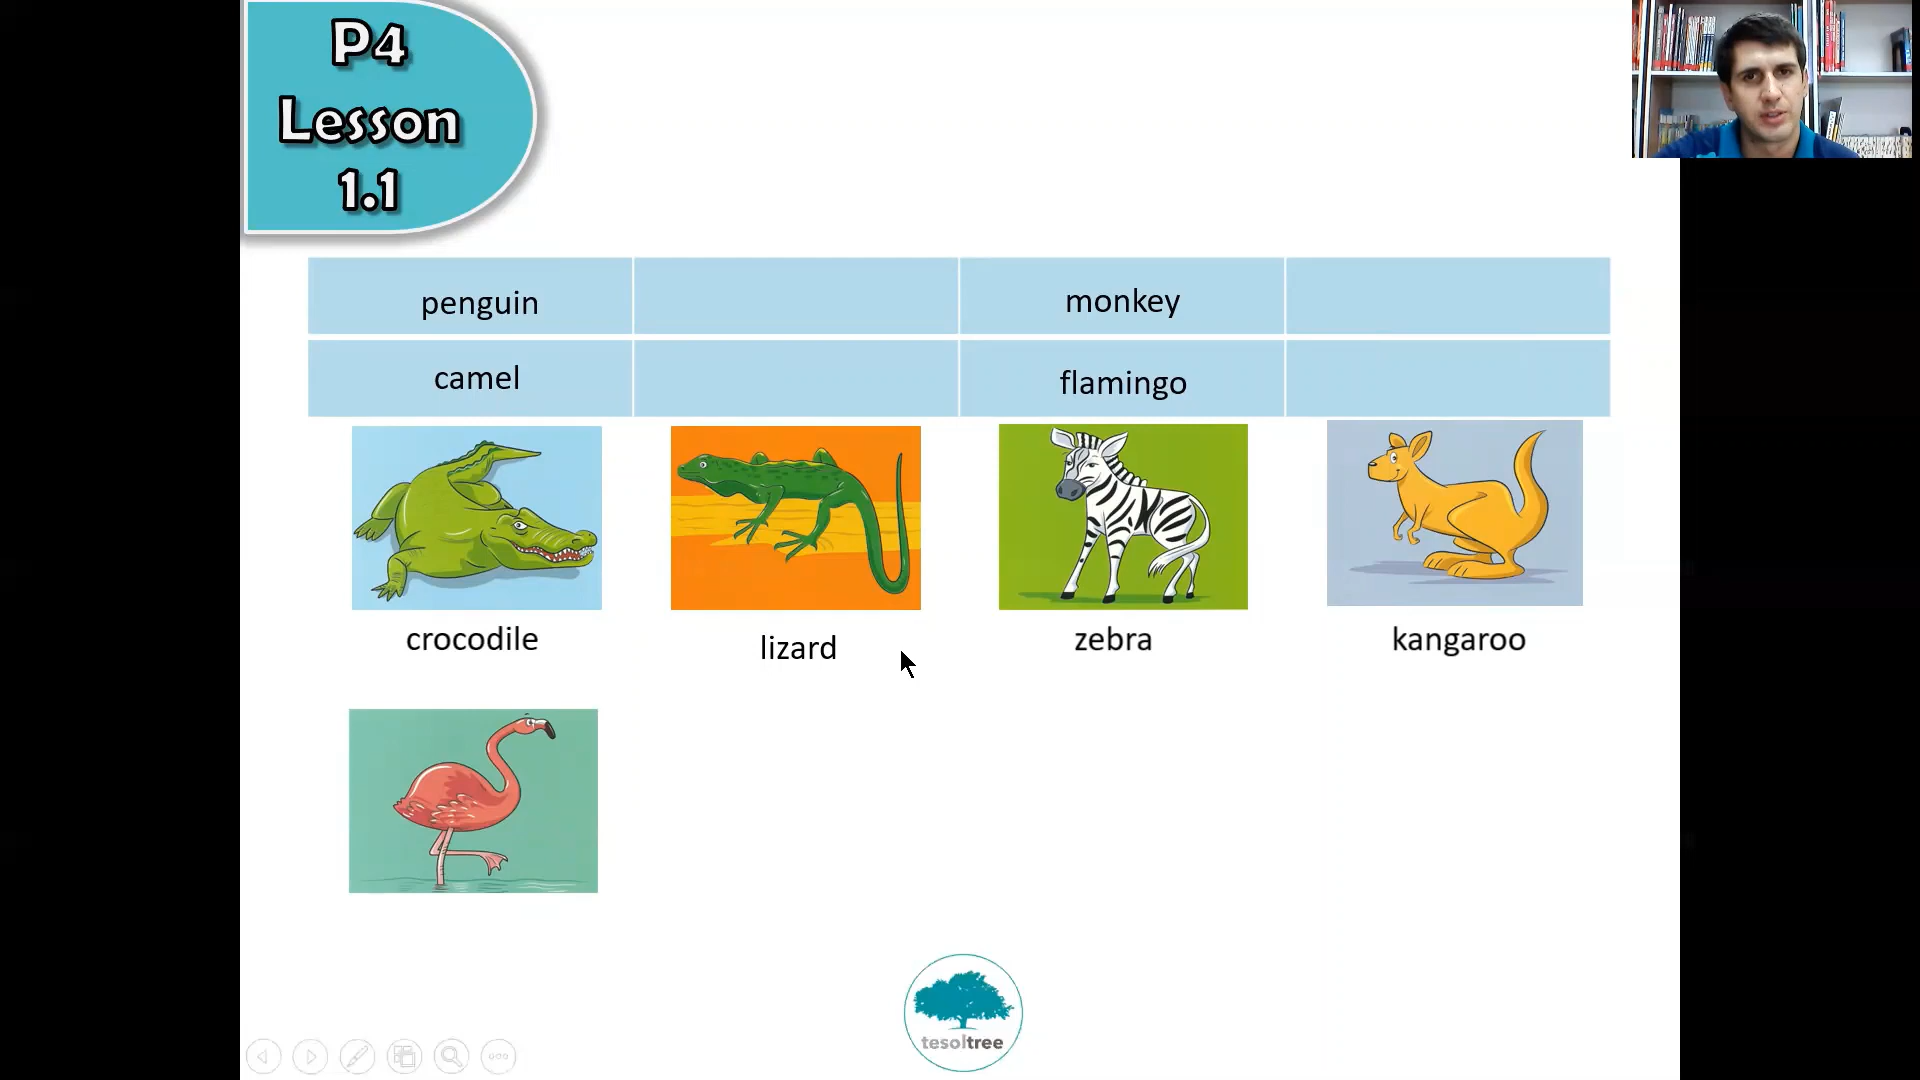 P4
Lesson
1.1
penguin
monkey
camel
flamingo
crocodile
lizard
zebra
kangaroo
tesoltree